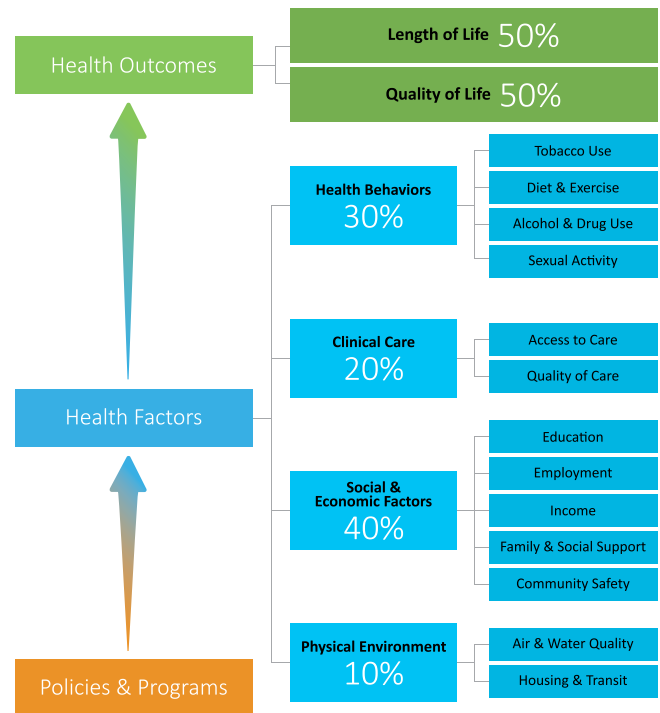 Health Outcomes
Length of Life 50%
Quality of Life 50%
Health Factors
Health Behaviors
30%
Tobacco Use
Diet & Exercise
Alcohol & Drug Use
Sexual Activity
Clinical Care
20%
Access to Care
Quality of Care
Social &
Economic Factors
40%
Education
Employment
Income
Family & Social Support
Community Safety
Physical Environment
10%
Air & Water Quality
Housing & Transit
Policies & Programs